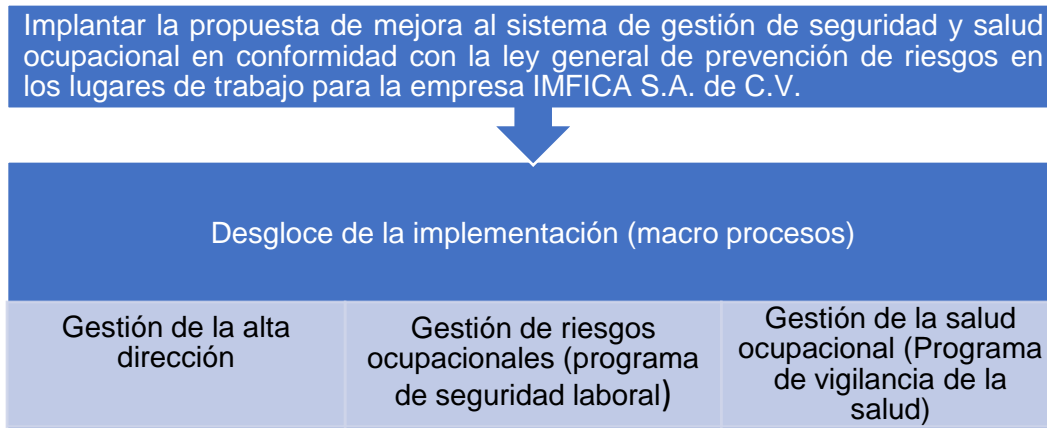 Implantar la propuesta de mejora al sistema de gestión de seguridad y salud
ocupacional en conformidad con la ley general de prevención de riesgos en
los lugares de trabajo para la empresa IMFICA S.A. de C.V.
Desgloce de la implementación (macro procesos)
Gestión de la alta
dirección
Gestión de riesgos
ocupacionales (programa
de seguridad laboral)
Gestión de la salud
ocupacional (Programa
de vigilancia de la
salud)